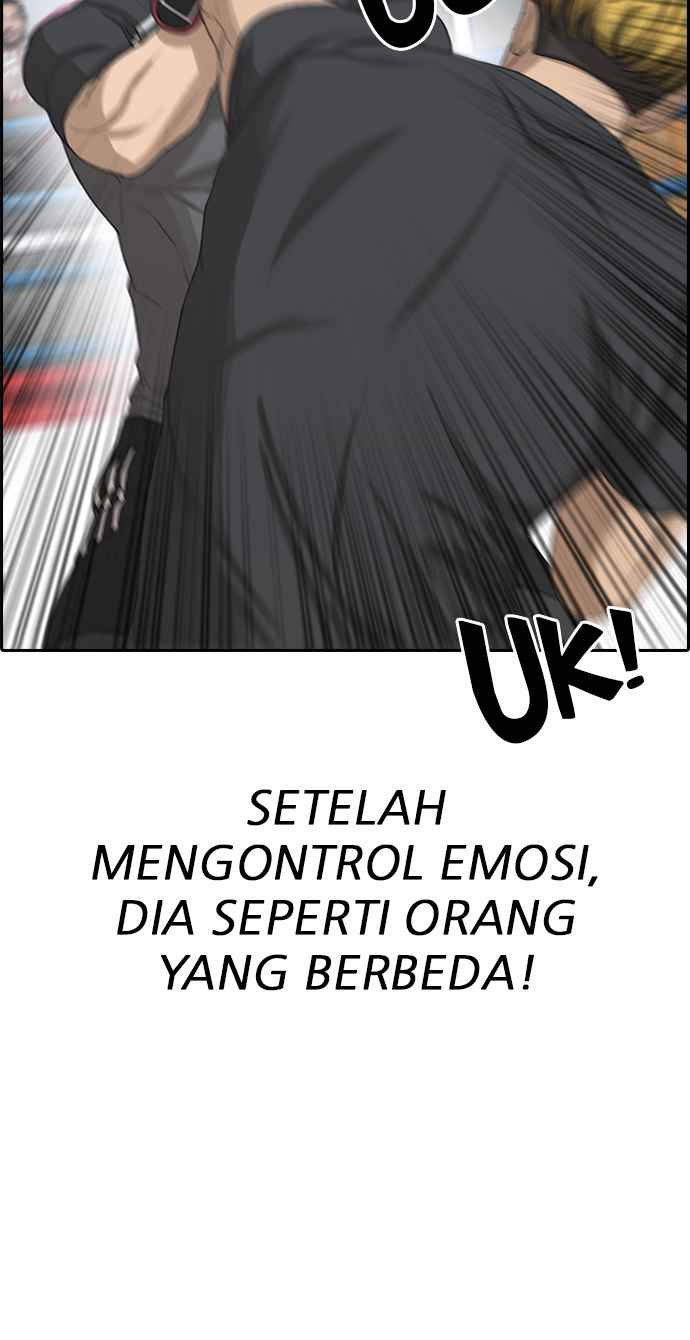 UK!
SETELAH
MENGONTROL EMOSI,
DIA SEPERTI ORANG
YANG BERBEDA!